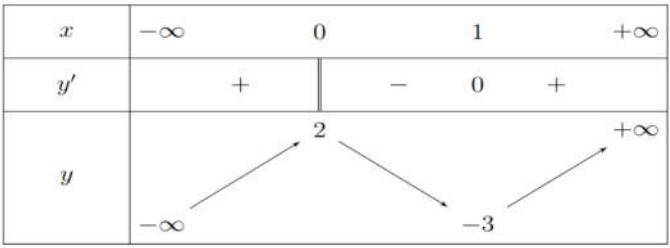 x −∞ 0 1 +∞
y′ + − 0 +
2 +∞
y
−∞ −3